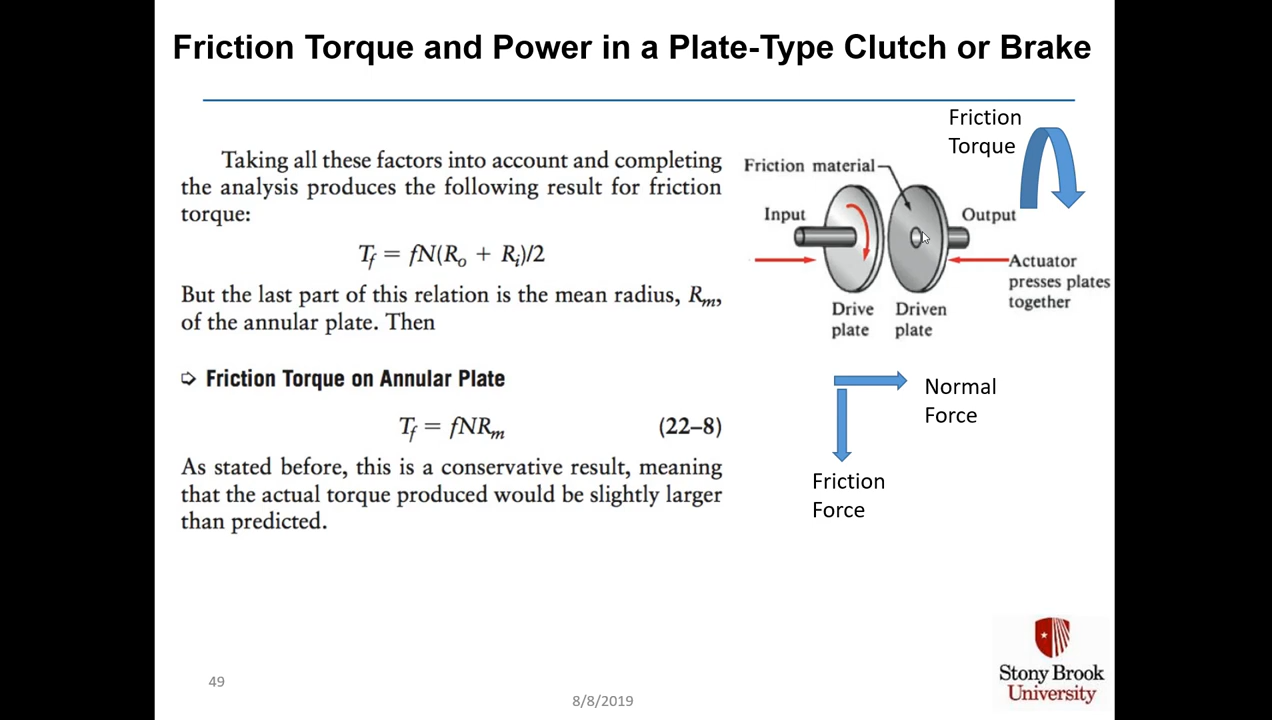 Friction Torque and Power in a Plate-Type Clutch or Brake
Taking all these factors into account and completing
the analysis produces the following result for friction
torque:
T_f = fN(R_o + R_i)/2
But the last part of this relation is the mean radius, R_m,
of the annular plate. Then
⇨ Friction Torque on Annular Plate
T_f = fNR_m (22–8)
As stated before, this is a conservative result, meaning
that the actual torque produced would be slightly larger
than predicted.
Friction
Torque
Friction material
Input
Output
Actuator
presses plates
together
Drive
plate
Driven
plate
Normal
Force
Friction
Force
49
8/8/2019
Stony Brook
University